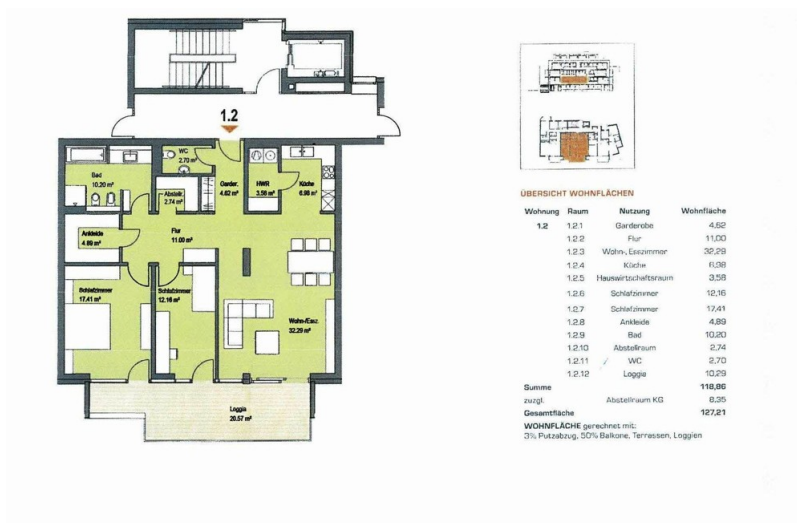 1.2
WC
2.70 m²
Bad
10.20 m²
Abstellr.
2.74 m²
Garder.
4.62 m²
HWR
3.58 m²
Küche
6.98 m²
Ankleide
4.89 m²
Flur
11.00 m²
Schlafzimmer
17.41 m²
Schlafzimmer
12.16 m²
Wohn-/Essz.
32.29 m²
Loggia
20.57 m²
ÜBERSICHT WOHNFLÄCHEN
Wohnung Raum Nutzung Wohnfläche
1.2 1.2.1 Garderobe 4,62
1.2.2 Flur 11,00
1.2.3 Wohn-, Esszimmer 32,29
1.2.4 Küche 6,98
1.2.5 Hauswirtschaftsraum 3,58
1.2.6 Schlafzimmer 12,16
1.2.7 Schlafzimmer 17,41
1.2.8 Ankleide 4,89
1.2.9 Bad 10,20
1.2.10 Abstellraum 2,74
1.2.11 WC 2,70
1.2.12 Loggia 10,29
Summe 118,86
zuzgl. Abstellraum KG 8,35
Gesamtfläche 127,21
WOHNFLÄCHE gerechnet mit:
3% Putzabzug, 50% Balkone, Terrassen, Loggien